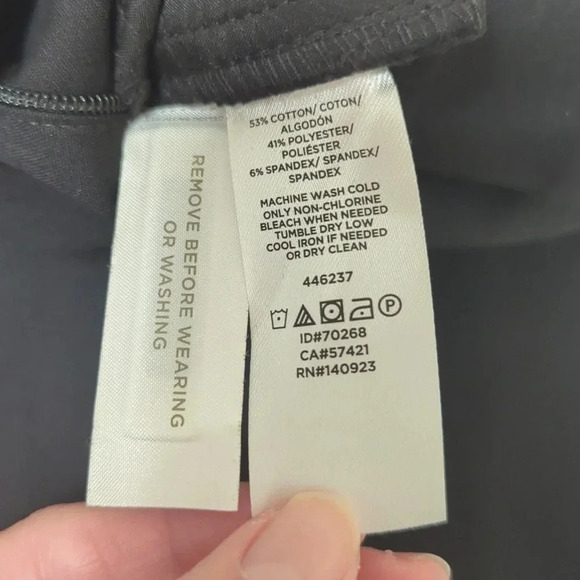 REMOVE BEFORE WEARING
OR WASHING
53% COTTON/ COTON/
ALGODÓN
41% POLYESTER/
POLIÉSTER
6% SPANDEX/ SPANDEX/
SPANDEX
MACHINE WASH COLD
ONLY NON-CHLORINE
BLEACH WHEN NEEDED
TUMBLE DRY LOW
COOL IRON IF NEEDED
OR DRY CLEAN
446237
P
ID#70268
CA#57421
RN#140923